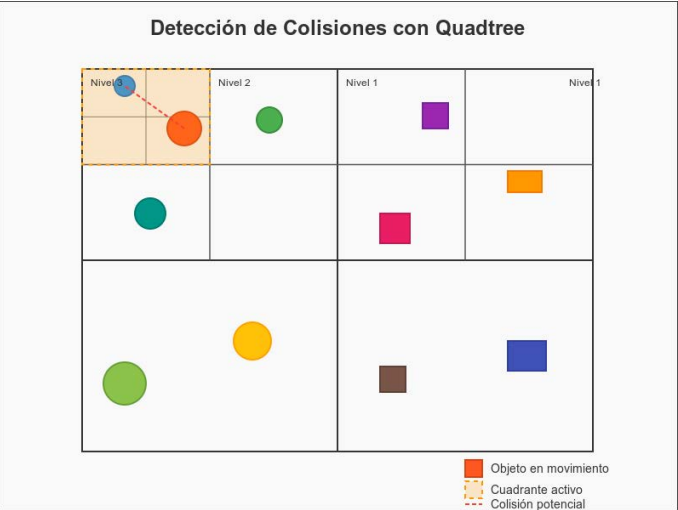 Detección de Colisiones con Quadtree
Nivel 3
Nivel 2
Nivel 1
Nivel 1
Objeto en movimiento
Cuadrante activo
Colisión potencial